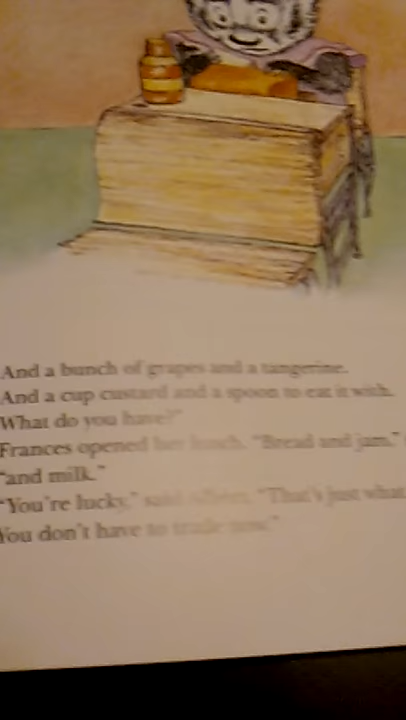 And a bunch of grapes and a tangerine.
And a cup custard and a spoon to eat it with.
What do you have?"
Frances opened her lunch. "Bread and jam,"
"and milk."
"You're lucky," said Albert. "That's just what
You don't have to trade now."